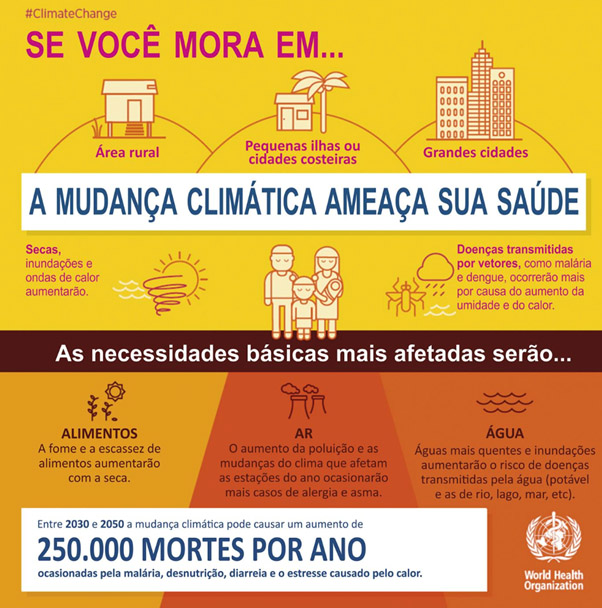 #ClimateChange
SE VOCÊ MORA EM...
Área rural
Pequenas ilhas ou
cidades costeiras
Grandes cidades
A MUDANÇA CLIMÁTICA AMEAÇA SUA SAÚDE
Secas,
inundações e
ondas de calor
aumentarão.
Doenças transmitidas
por vetores, como malária
e dengue, ocorrerão mais
por causa do aumento da
umidade e do calor.
As necessidades básicas mais afetadas serão...
ALIMENTOS
A fome e a escassez de
alimentos aumentarão
com a seca.
AR
O aumento da poluição e as
mudanças do clima que afetam
as estações do ano ocasionarão
mais casos de alergia e asma.
ÁGUA
Águas mais quentes e inundações
aumentarão o risco de doenças
transmitidas pela água (potável
e as de rio, lago, mar, etc).
Entre 2030 e 2050 a mudança climática pode causar um aumento de
250.000 MORTES POR ANO
ocasionadas pela malária, desnutrição, diarreia e o estresse causado pelo calor.
World Health
Organization